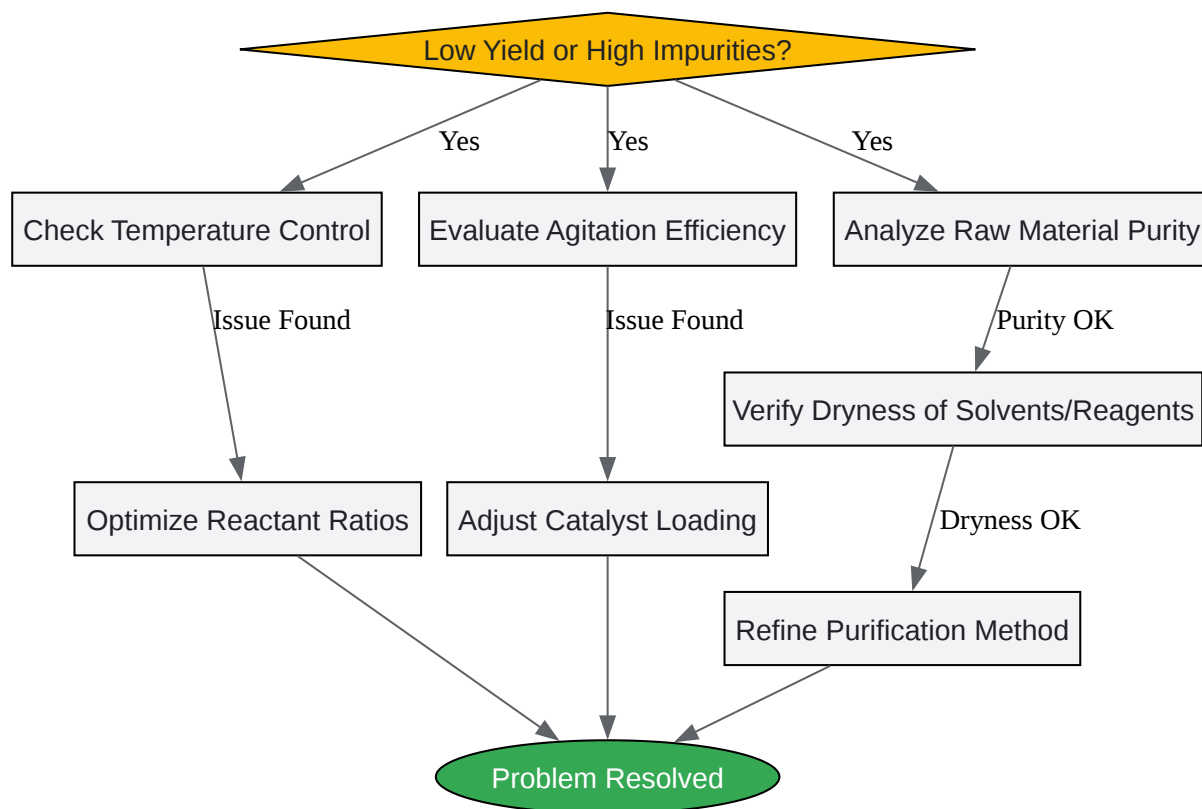 Low Yield or High Impurities?
Yes
Yes
Yes
Check Temperature Control
Evaluate Agitation Efficiency
Analyze Raw Material Purity
Issue Found
Issue Found
Purity OK
Verify Dryness of Solvents/Reagents
Optimize Reactant Ratios
Adjust Catalyst Loading
Dryness OK
Refine Purification Method
Problem Resolved